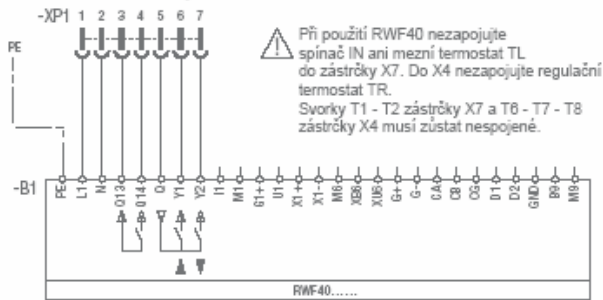 -XP1 1 2 3 4 5 6 7
PE
Při použití RWF40 nezapojujte
spínač IN ani mezní termostat TL
do zástrčky X7. Do X4 nezapojujte regulační
termostat TR.
Svorky T1 - T2 zástrčky X7 a T6 - T7 - T8
zástrčky X4 musí zůstat nespojené.
-B1
PE L1 N Q13 Q14 Q Y1 Y2 I1 M1 G1+ U1 X1+ X1- M6 XB6 XU6 G+ G- CA CB CG D1 D2 GND B9 M9
RWF40......